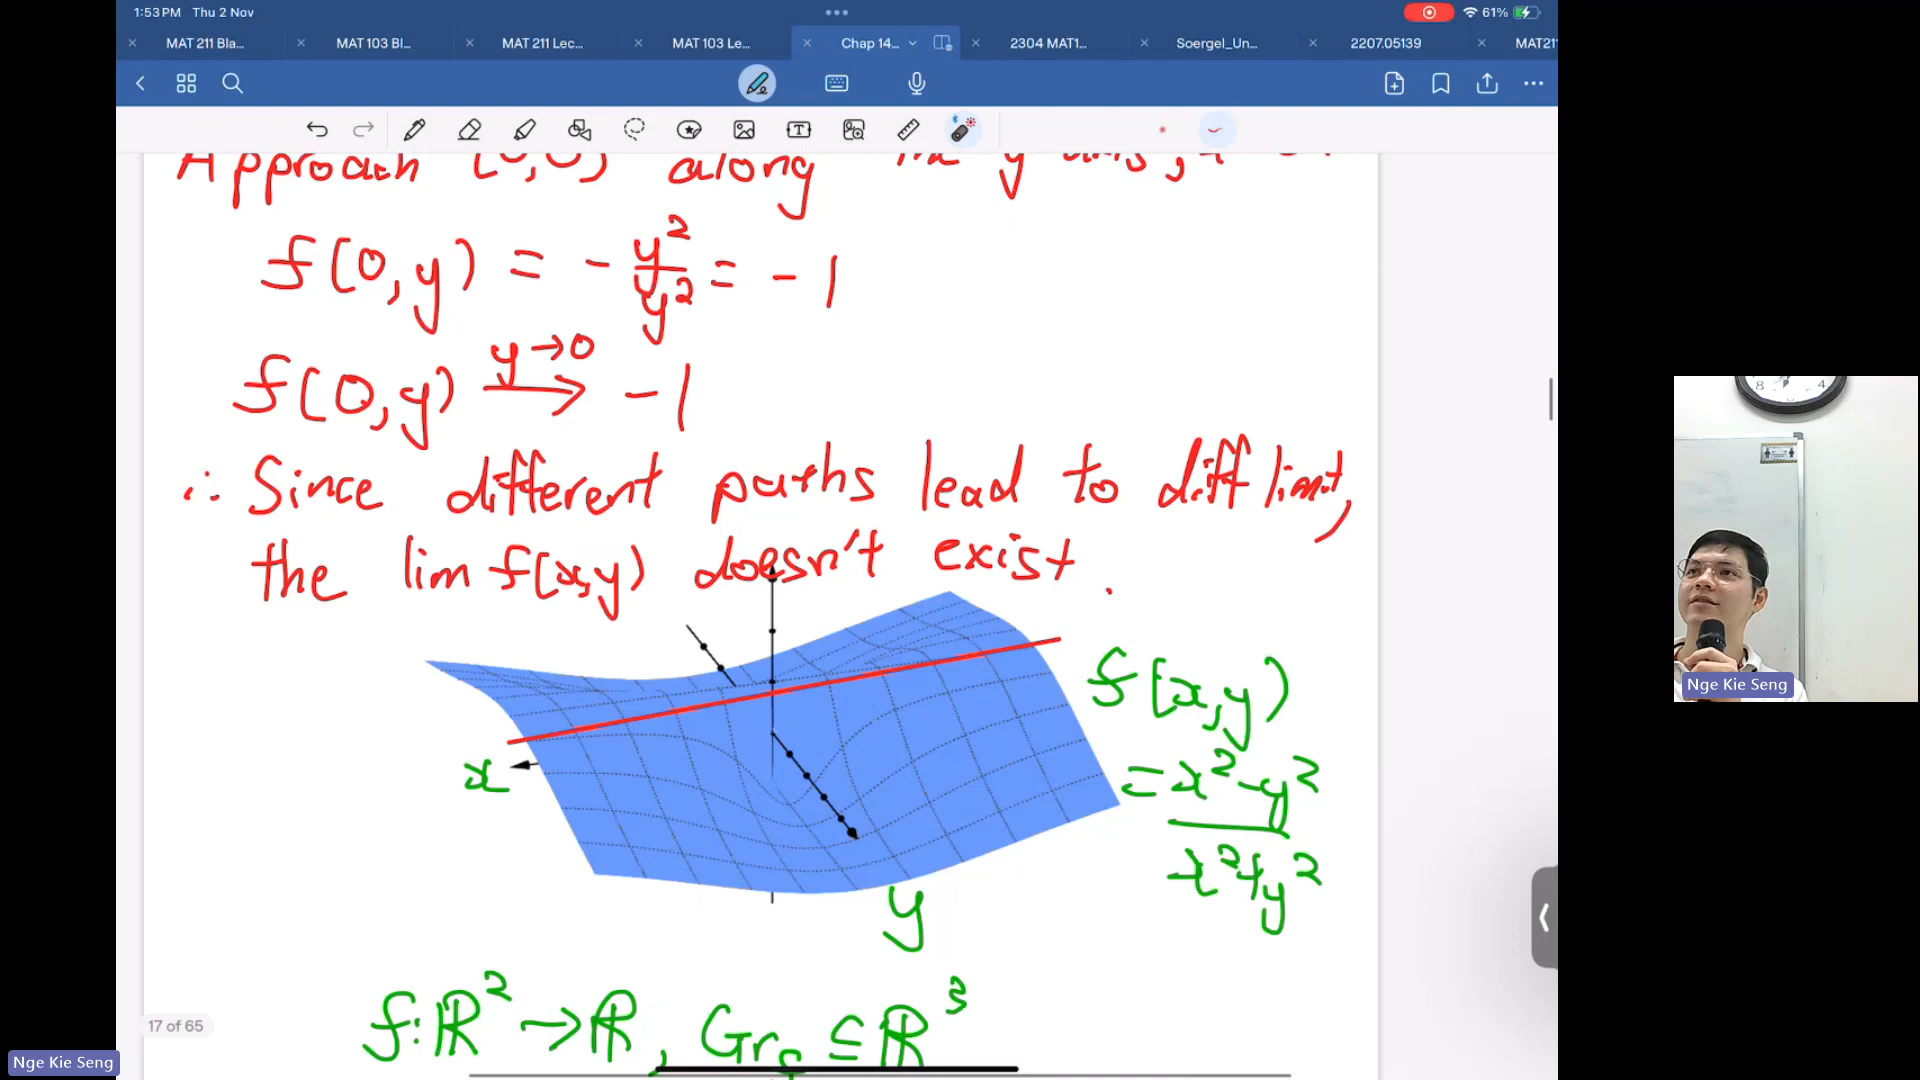 1:53 PM Thu 2 Nov
61%
MAT 211 Bla...
MAT 103 Bl...
MAT 211 Lec...
MAT 103 Le...
Chap 14...
2304 MAT1...
Soergel_Un...
2207.05139
MAT21
Approach (0,0) along the y axis,
f(0,y) = - y²/y² = -1
f(0,y) y→0 → -1
∴ Since different paths lead to diff limit,
the lim f(x,y) doesn't exist.
f(x,y)
= x²-y²
x²+y²
x
y
f: ℝ² → ℝ, Gr_f ⊆ ℝ³
17 of 65
8
4
Nge Kie Seng
Nge Kie Seng